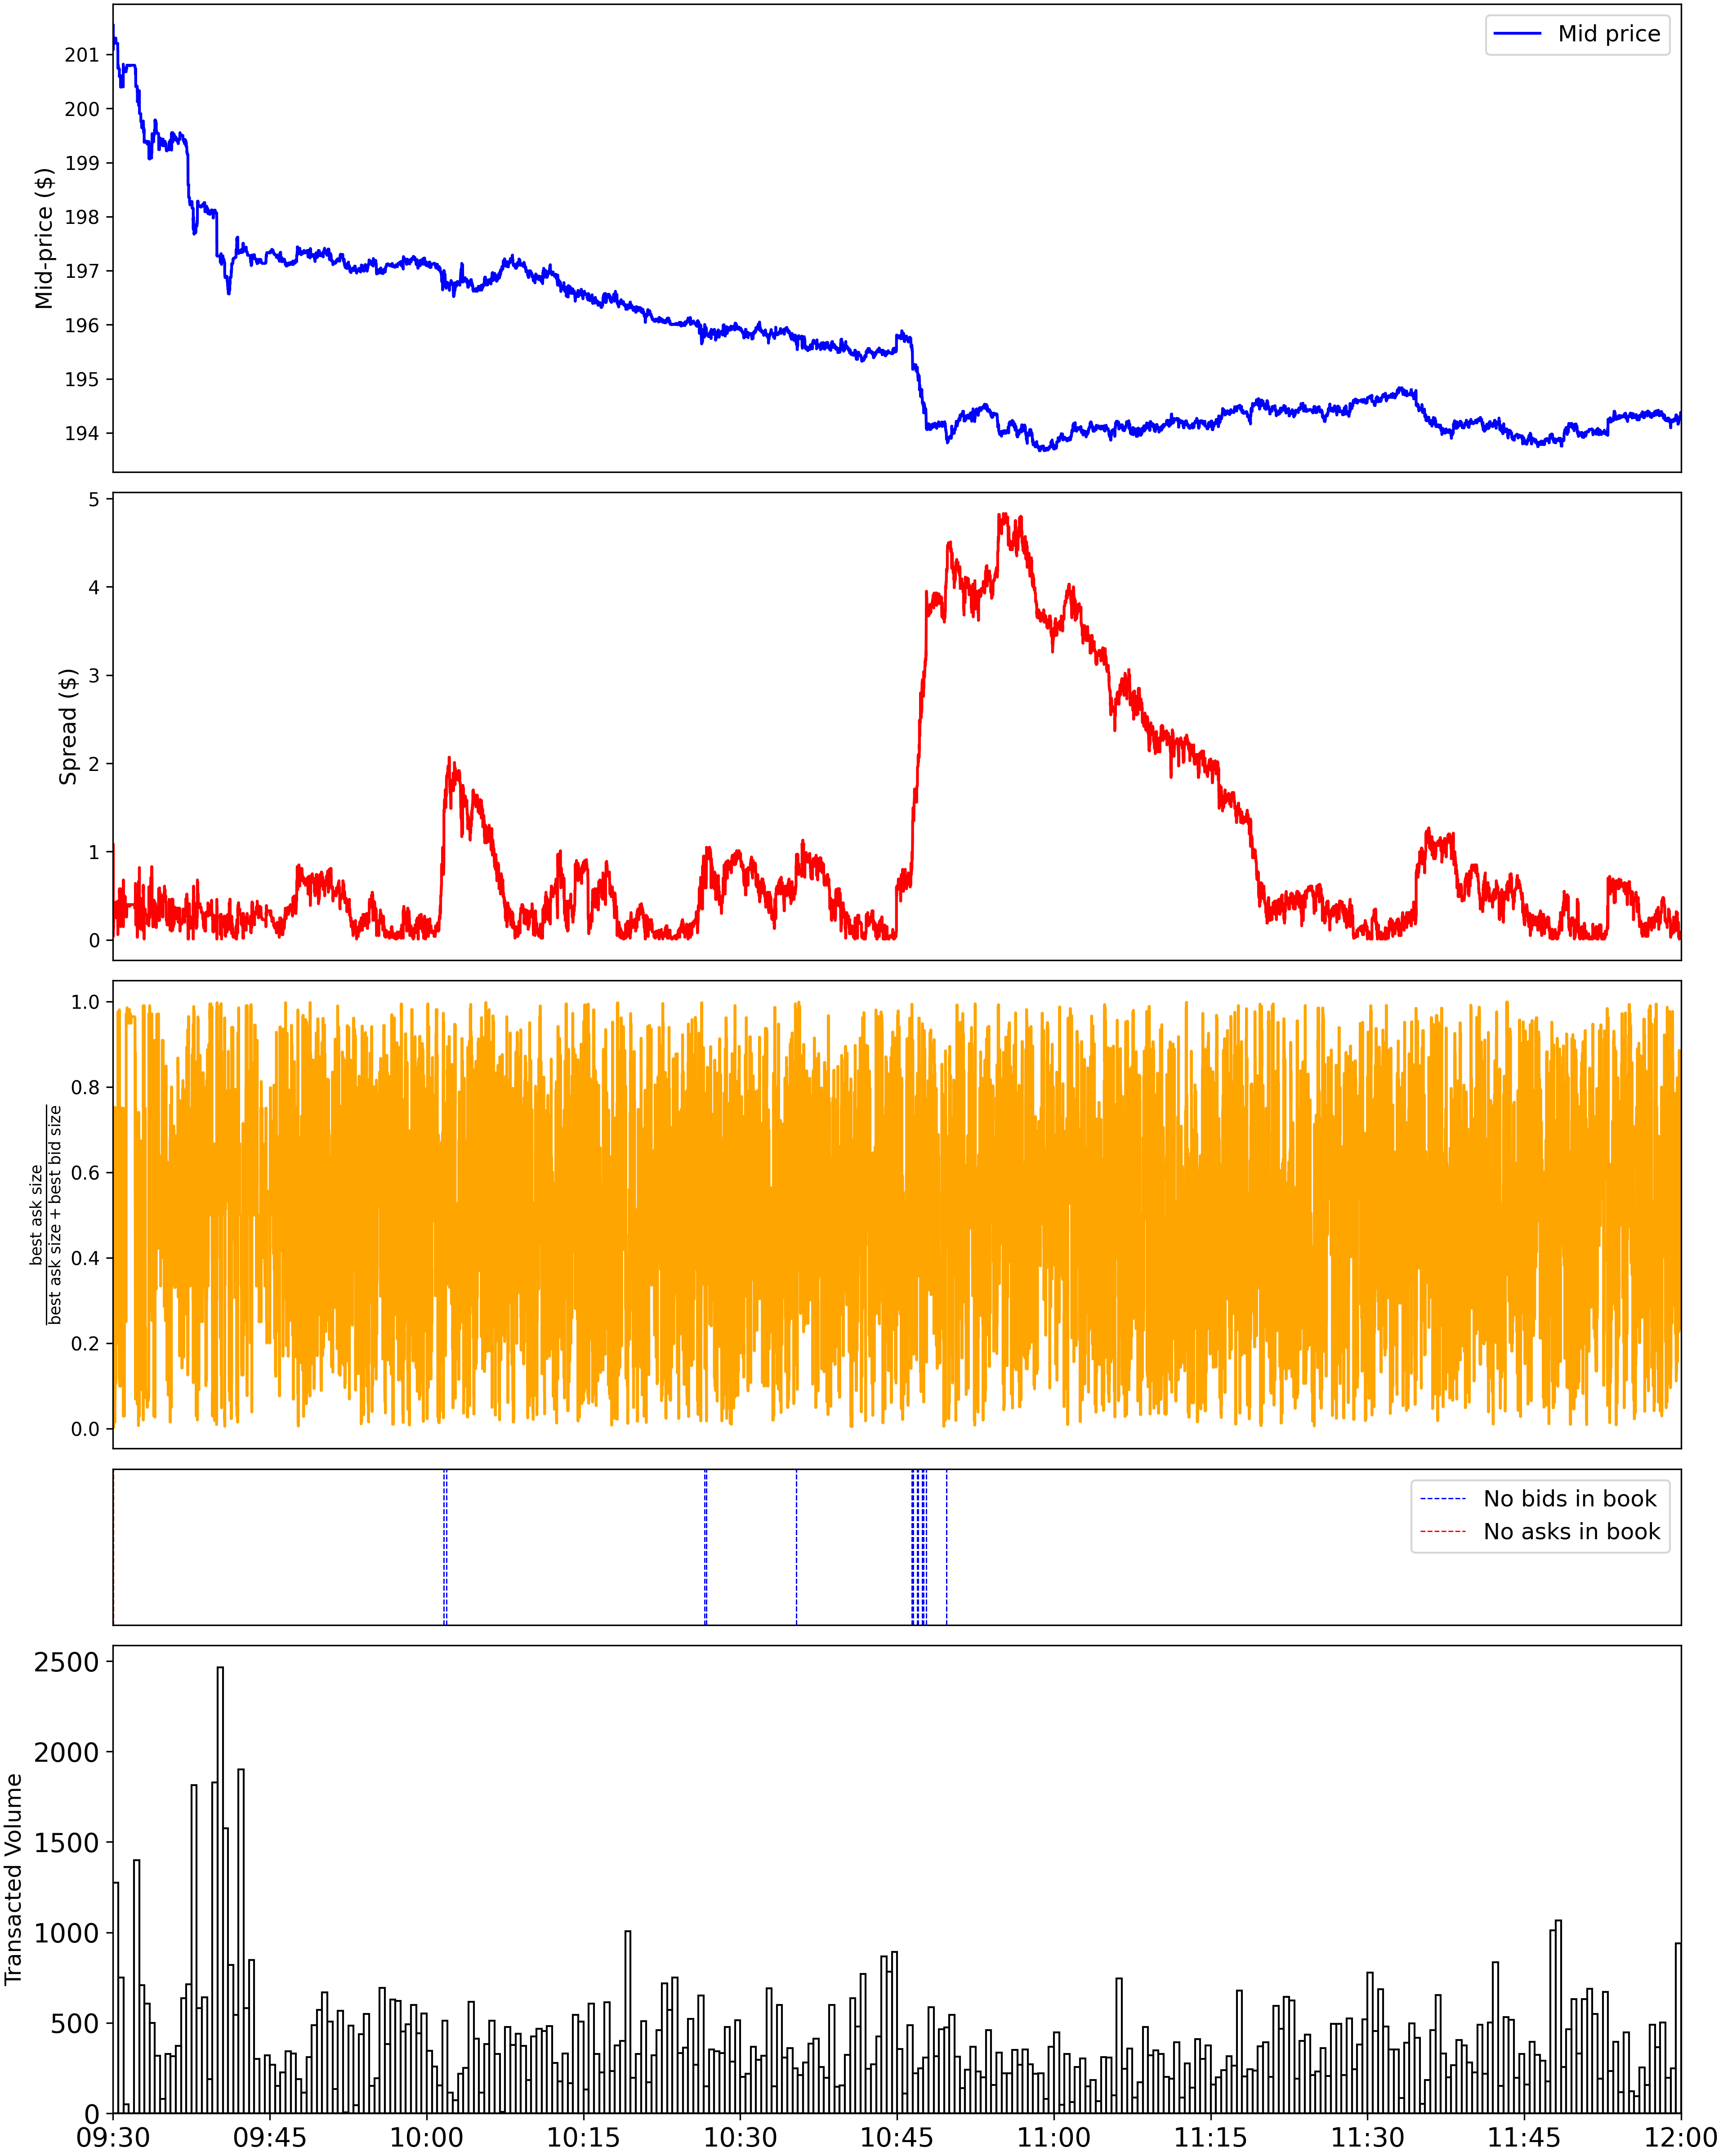 Mid price
Mid-price ($)
201
200
199
198
197
196
195
194
Spread ($)
5
4
3
2
1
0
best ask size
best ask size + best bid size
1.0
0.8
0.6
0.4
0.2
0.0
No bids in book
No asks in book
Transacted Volume
2500
2000
1500
1000
500
0
09:30 09:45 10:00 10:15 10:30 10:45 11:00 11:15 11:30 11:45 12:00